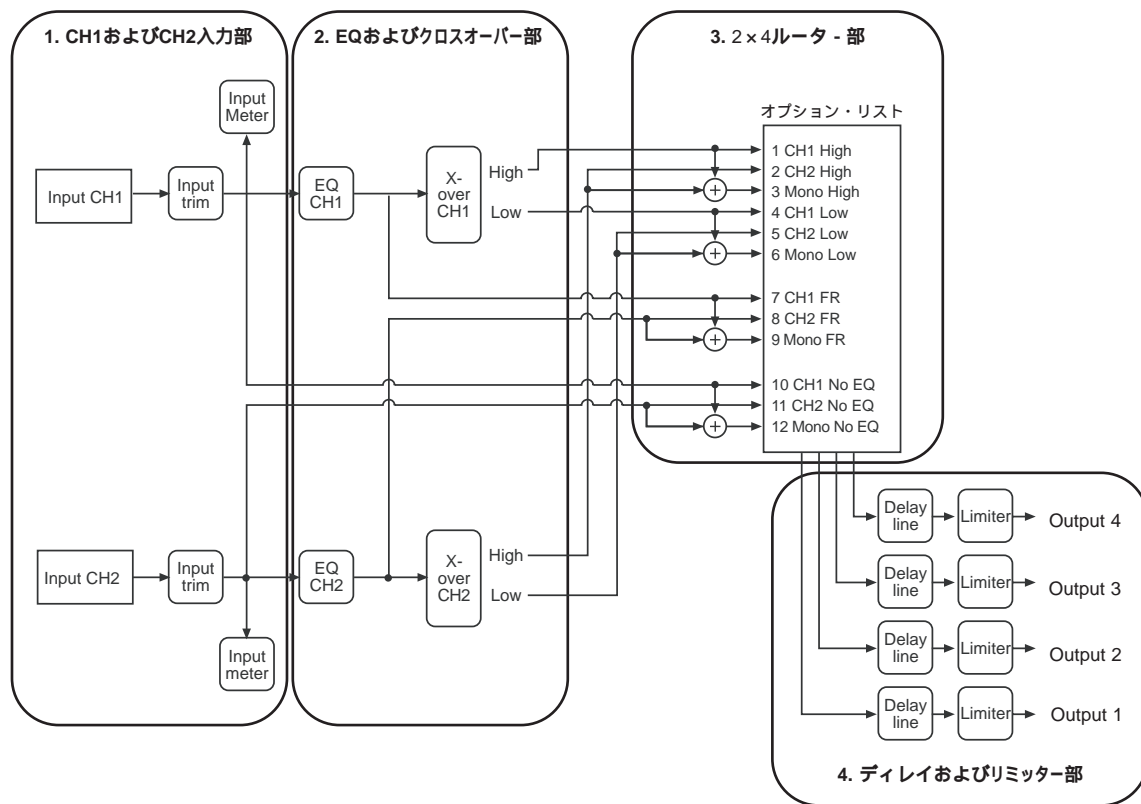 1. CH1およびCH2入力部
Input
Meter
Input CH1
Input
trim
Input CH2
Input
trim
Input
meter
2. EQおよびクロスオーバー部
EQ
CH1
X-
over
CH1
High
Low
EQ
CH2
X-
over
CH2
High
Low
3. 2×4ルータ - 部
オプション・リスト
1 CH1 High
2 CH2 High
3 Mono High
4 CH1 Low
5 CH2 Low
6 Mono Low
7 CH1 FR
8 CH2 FR
9 Mono FR
10 CH1 No EQ
11 CH2 No EQ
12 Mono No EQ
+
+
+
+
Delay
line
Limiter
Output 4
Delay
line
Limiter
Output 3
Delay
line
Limiter
Output 2
Delay
line
Limiter
Output 1
4. ディレイおよびリミッター部